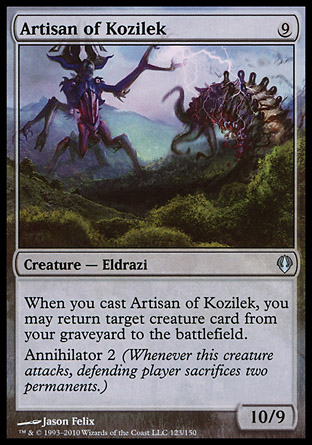 Artisan of Kozilek 9
Creature — Eldrazi
When you cast Artisan of Kozilek, you
may return target creature card from
your graveyard to the battlefield.
Annihilator 2 (Whenever this creature
attacks, defending player sacrifices two
permanents.)
Jason Felix
™ & © 1993–2010 Wizards of the Coast LLC 123/150
10/9